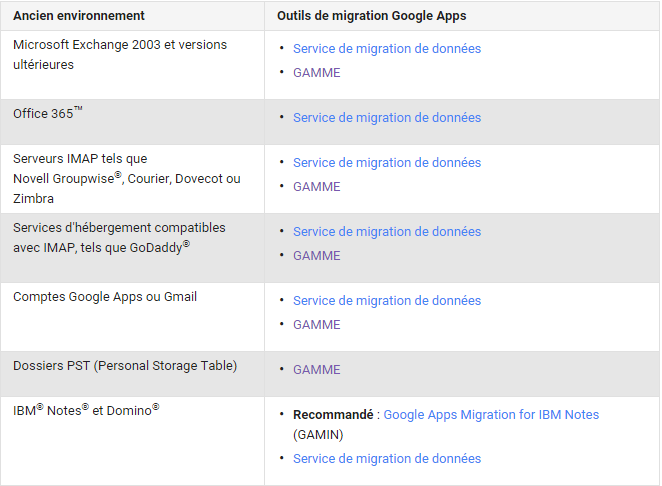 Ancien environnement
Outils de migration Google Apps
Microsoft Exchange 2003 et versions
ultérieures
• Service de migration de données
• GAMME
Office 365™
• Service de migration de données
Serveurs IMAP tels que
Novell Groupwise®, Courier, Dovecot ou
Zimbra
• Service de migration de données
• GAMME
Services d'hébergement compatibles
avec IMAP, tels que GoDaddy®
• Service de migration de données
• GAMME
Comptes Google Apps ou Gmail
• Service de migration de données
• GAMME
Dossiers PST (Personal Storage Table)
• GAMME
IBM® Notes® et Domino®
• Recommandé : Google Apps Migration for IBM Notes
(GAMIN)
• Service de migration de données